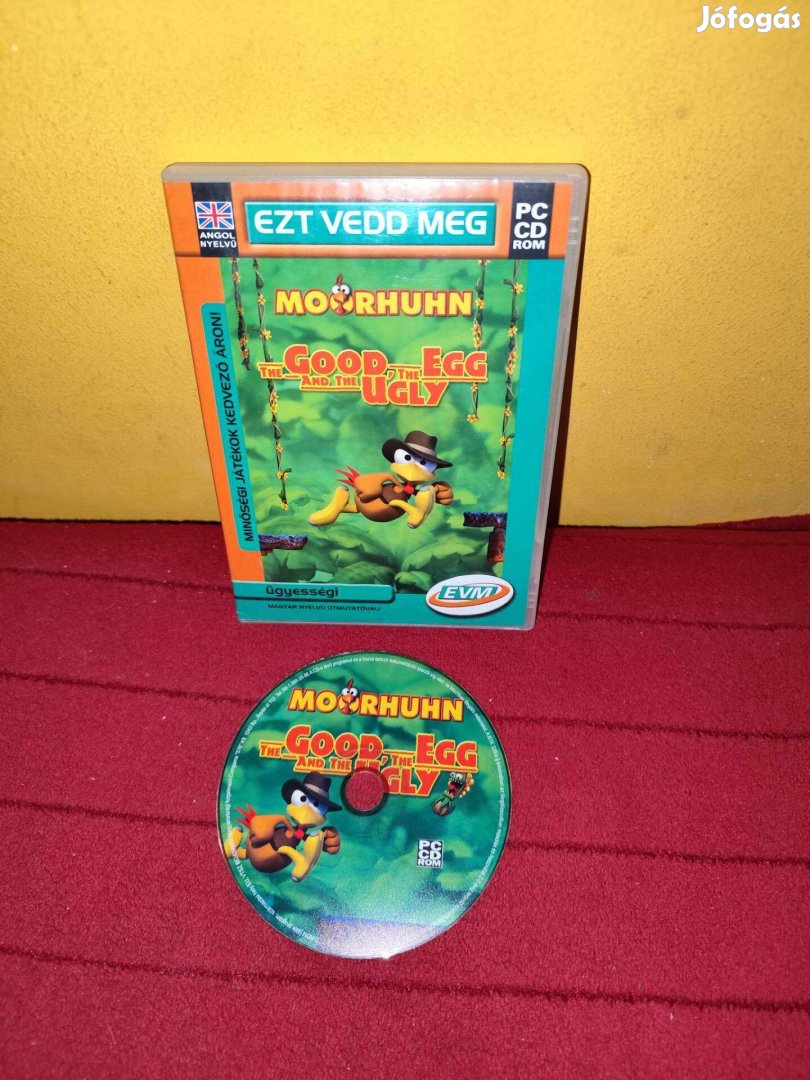 Jófogás
ANGOL
NYELVŰ
EZT VEDD MEG
PC
CD
ROM
MINŐSÉGI JÁTÉKOK KEDVEZŐ ÁRON!
MOORHUHN
THE GOOD, THE EGG
AND THE UGLY
ügyességi
MAGYAR NYELVŰ ÚTMUTATÓVAL!
EVM
MOORHUHN
THE GOOD, THE EGG
AND THE UGLY
PC
CD
ROM